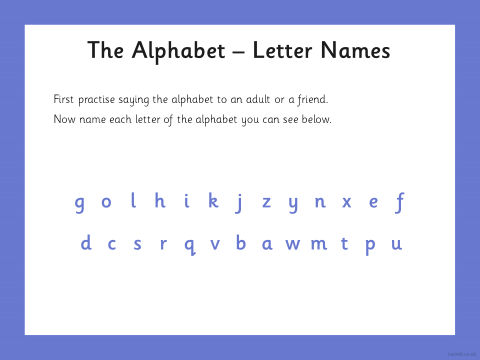 The Alphabet – Letter Names
First practise saying the alphabet to an adult or a friend.
Now name each letter of the alphabet you can see below.
g o l h i k j z y n x e f
d c s r q v b a w m t p u